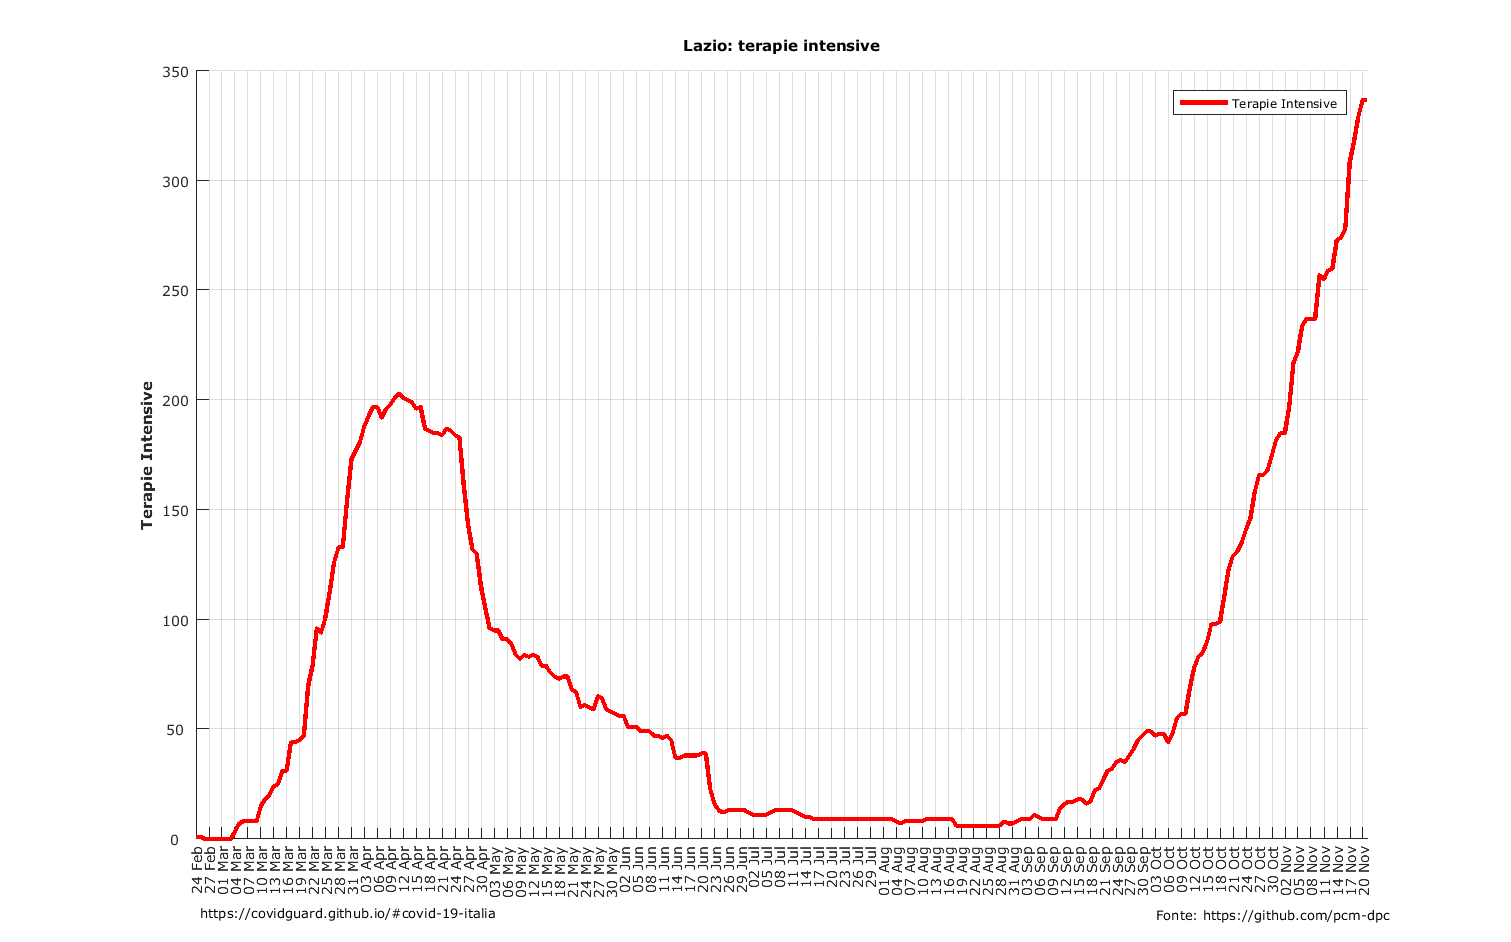 Lazio: terapie intensive
350
300
250
200
150
100
50
0
Terapie Intensive
Terapie Intensive
24 Feb
27 Feb
01 Mar
04 Mar
07 Mar
10 Mar
13 Mar
16 Mar
19 Mar
22 Mar
25 Mar
28 Mar
31 Mar
03 Apr
06 Apr
09 Apr
12 Apr
15 Apr
18 Apr
21 Apr
24 Apr
27 Apr
30 Apr
03 May
06 May
09 May
12 May
15 May
18 May
21 May
24 May
27 May
30 May
02 Jun
05 Jun
08 Jun
11 Jun
14 Jun
17 Jun
20 Jun
23 Jun
26 Jun
29 Jun
02 Jul
05 Jul
08 Jul
11 Jul
14 Jul
17 Jul
20 Jul
23 Jul
26 Jul
29 Jul
01 Aug
04 Aug
07 Aug
10 Aug
13 Aug
16 Aug
19 Aug
22 Aug
25 Aug
28 Aug
31 Aug
03 Sep
06 Sep
09 Sep
12 Sep
15 Sep
18 Sep
21 Sep
24 Sep
27 Sep
30 Sep
03 Oct
06 Oct
09 Oct
12 Oct
15 Oct
18 Oct
21 Oct
24 Oct
27 Oct
30 Oct
02 Nov
05 Nov
08 Nov
11 Nov
14 Nov
17 Nov
20 Nov
https://covidguard.github.io/#covid-19-italia
Fonte: https://github.com/pcm-dpc